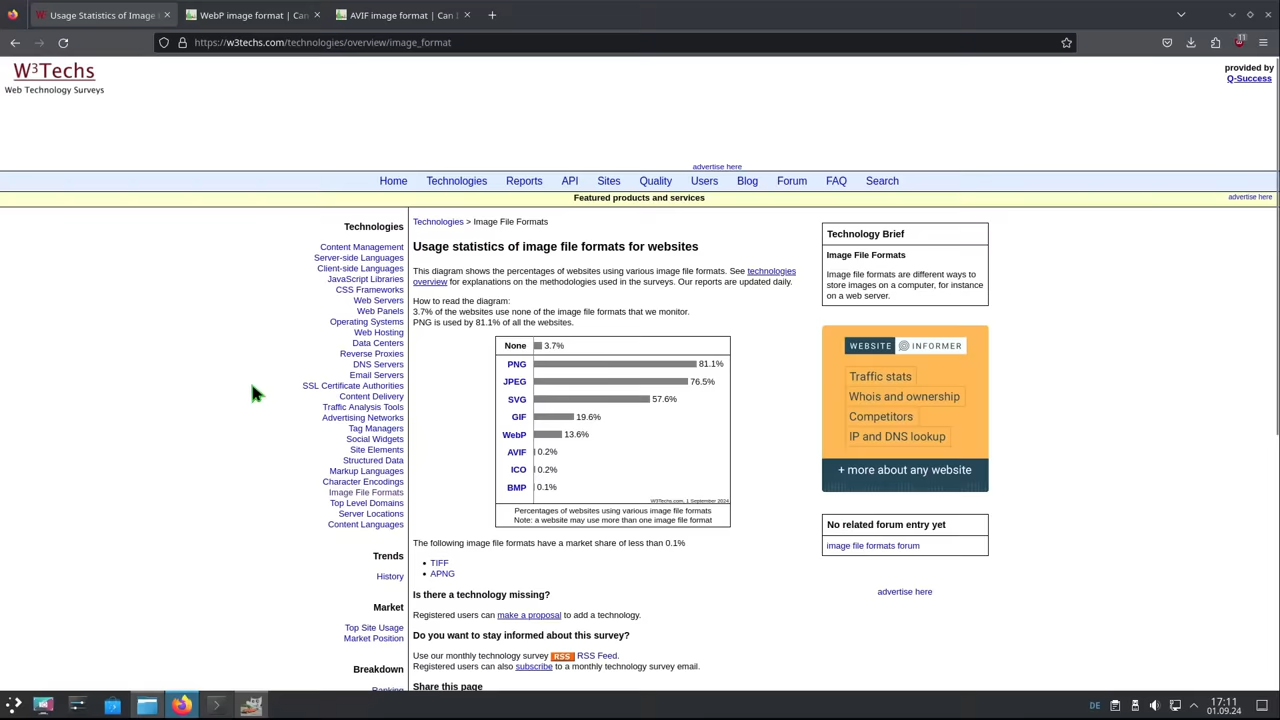 Usage statistics of Image F
WebP image format | Can
AVIF image format | Can I
https://w3techs.com/technologies/overview/image_format
11
W3Techs
Web Technology Surveys
provided by
Q-Success
advertise here
Home Technologies Reports API Sites Quality Users Blog Forum FAQ Search
Featured products and services
advertise here
Technologies
Content Management
Server-side Languages
Client-side Languages
JavaScript Libraries
CSS Frameworks
Web Servers
Web Panels
Operating Systems
Web Hosting
Data Centers
Reverse Proxies
DNS Servers
Email Servers
SSL Certificate Authorities
Content Delivery
Traffic Analysis Tools
Advertising Networks
Tag Managers
Social Widgets
Site Elements
Structured Data
Markup Languages
Character Encodings
Image File Formats
Top Level Domains
Server Locations
Content Languages
Trends
History
Market
Top Site Usage
Market Position
Breakdown
Ranking
Technologies > Image File Formats
Usage statistics of image file formats for websites
This diagram shows the percentages of websites using various image file formats. See technologies
overview for explanations on the methodologies used in the surveys. Our reports are updated daily.
How to read the diagram:
3.7% of the websites use none of the image file formats that we monitor.
PNG is used by 81.1% of all the websites.
None 3.7%
PNG 81.1%
JPEG 76.5%
SVG 57.6%
GIF 19.6%
WebP 13.6%
AVIF 0.2%
ICO 0.2%
BMP 0.1%
W3Techs.com, 1 September 2024
Percentages of websites using various image file formats
Note: a website may use more than one image file format
The following image file formats have a market share of less than 0.1%
TIFF
APNG
Is there a technology missing?
Registered users can make a proposal to add a technology.
Do you want to stay informed about this survey?
Use our monthly technology survey RSS RSS Feed.
Registered users can also subscribe to a monthly technology survey email.
Share this page
Technology Brief
Image File Formats
Image file formats are different ways to
store images on a computer, for instance
on a web server.
WEBSITE INFORMER
Traffic stats
Whois and ownership
Competitors
IP and DNS lookup
+ more about any website
No related forum entry yet
image file formats forum
advertise here
DE
17:11
01.09.24